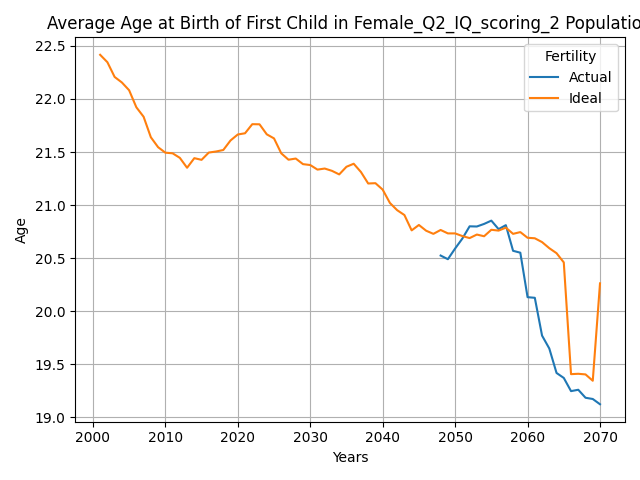 Average Age at Birth of First Child in Female_Q2_IQ_scoring_2 Populatio
Fertility
Actual
Ideal
22.5
22.0
21.5
21.0
20.5
20.0
19.5
19.0
Age
2000 2010 2020 2030 2040 2050 2060 2070
Years